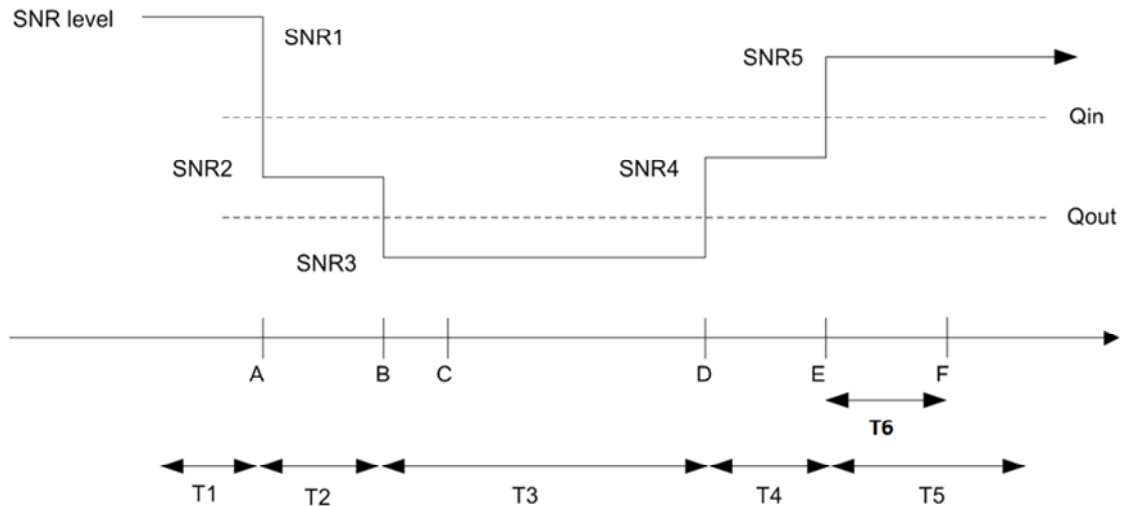 SNR level
SNR1
SNR5
Qin
SNR2
SNR4
Qout
SNR3
A B C D E F
T6
T1 T2 T3 T4 T5